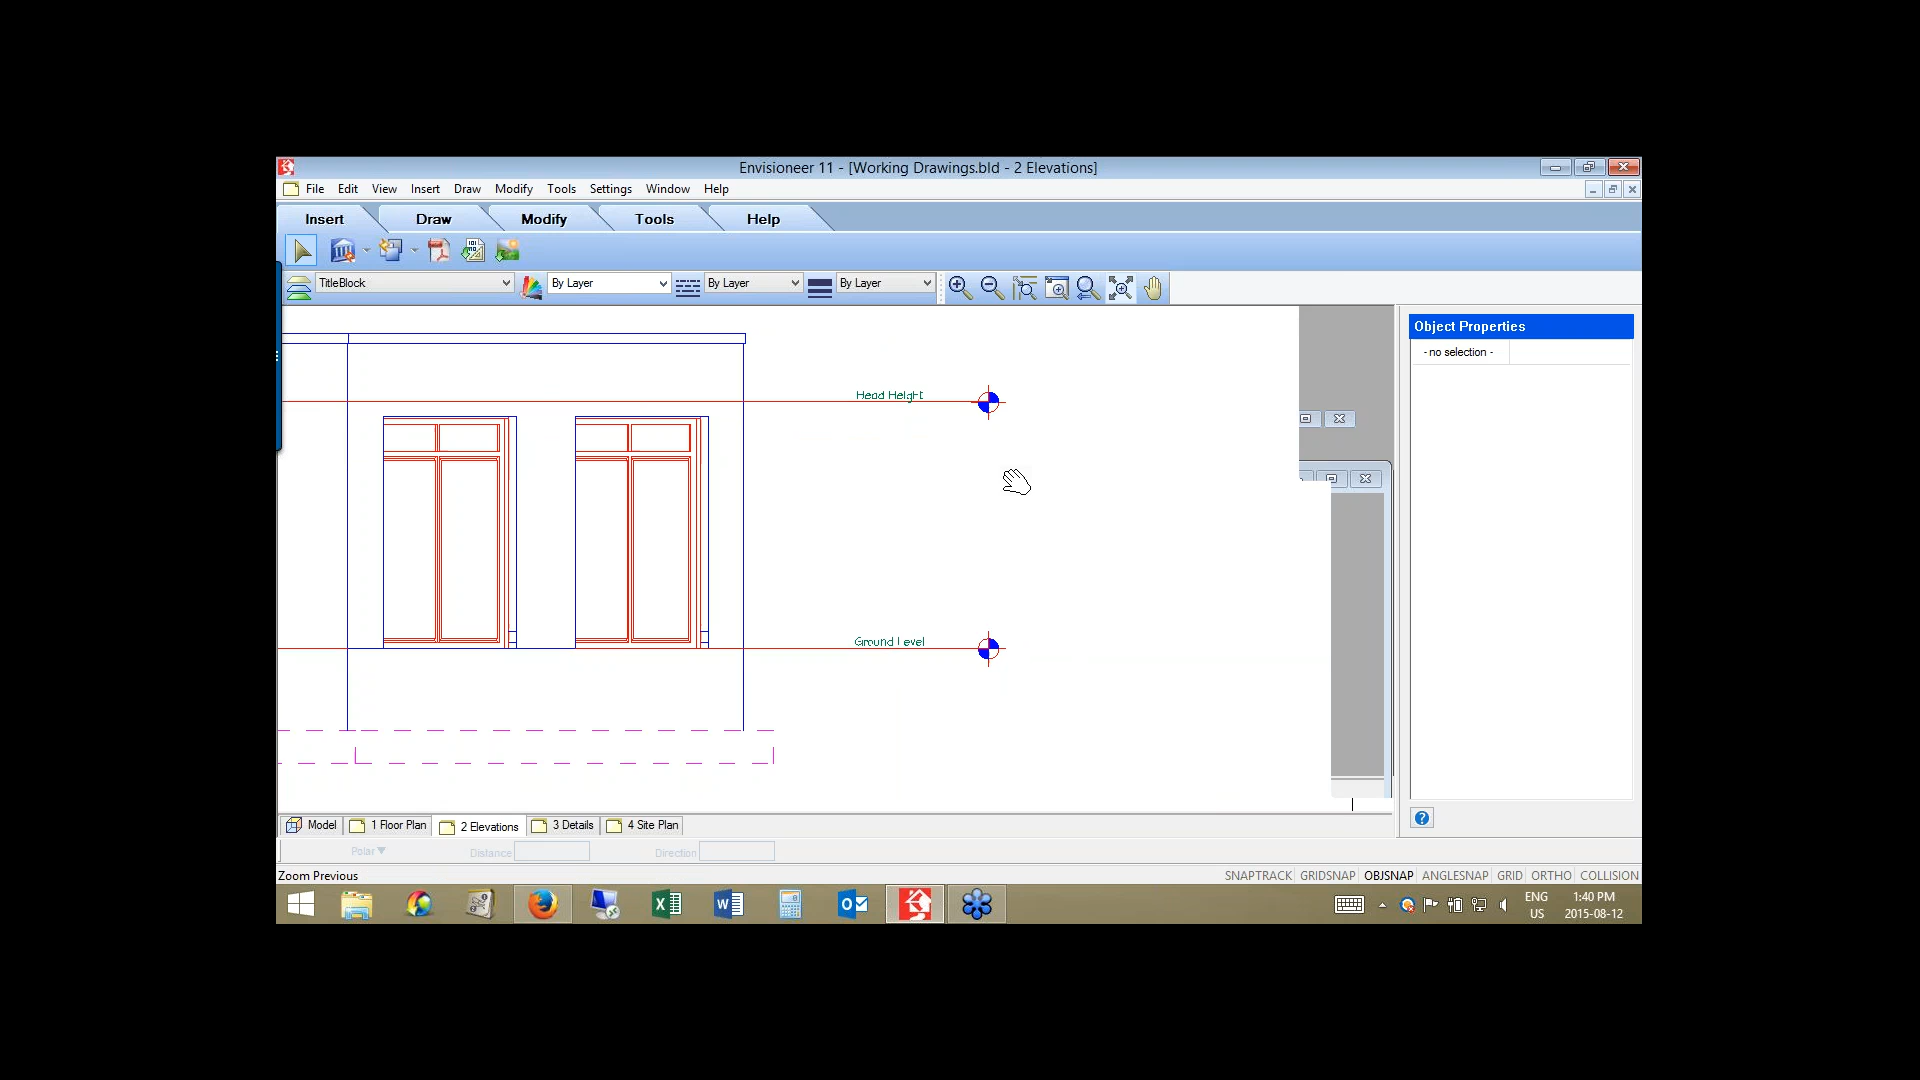 Envisioneer 11 - [Working Drawings.bld - 2 Elevations]
File Edit View Insert Draw Modify Tools Settings Window Help
Insert Draw Modify Tools Help
TitleBlock By Layer By Layer By Layer
Object Properties
- no selection -
Head Height
Ground Level
Model 1 Floor Plan 2 Elevations 3 Details 4 Site Plan
Polar Distance Direction
Zoom Previous SNAPTRACK GRIDSNAP OBJSNAP ANGLESNAP GRID ORTHO COLLISION
ENG 1:40 PM
US 2015-08-12